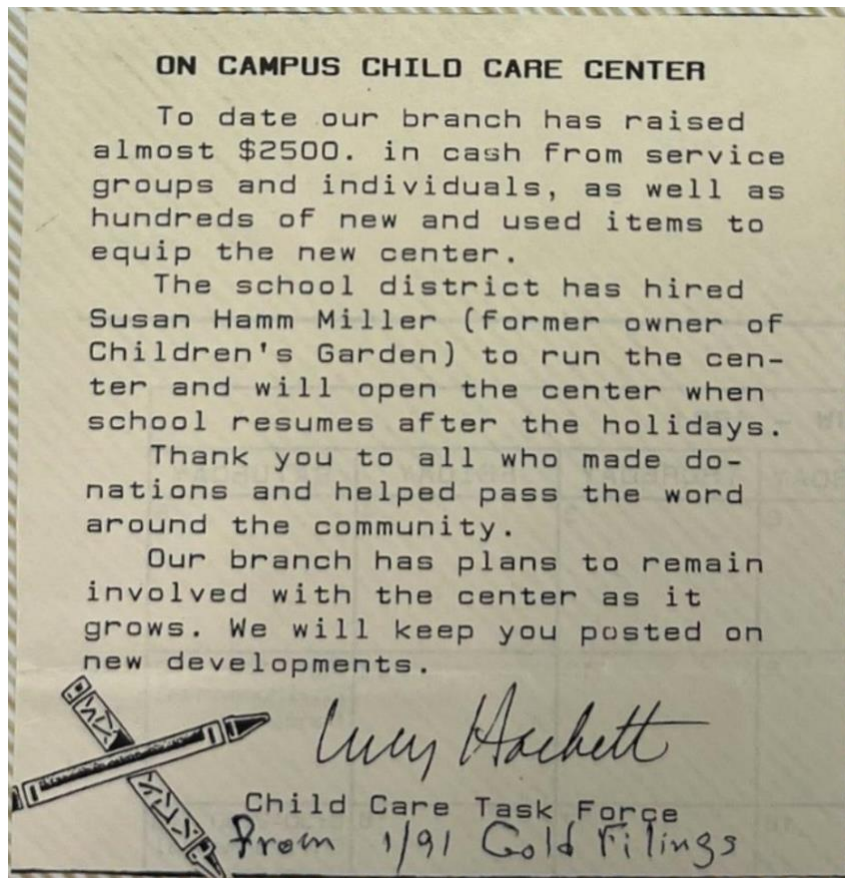 ON CAMPUS CHILD CARE CENTER
To date our branch has raised
almost $2500. in cash from service
groups and individuals, as well as
hundreds of new and used items to
equip the new center.
The school district has hired
Susan Hamm Miller (former owner of
Children's Garden) to run the cen-
ter and will open the center when
school resumes after the holidays.
Thank you to all who made do-
nations and helped pass the word
around the community.
Our branch has plans to remain
involved with the center as it
grows. We will keep you posted on
new developments.
Lucy Hackett
Child Care Task Force
From 1/91 Gold Filings